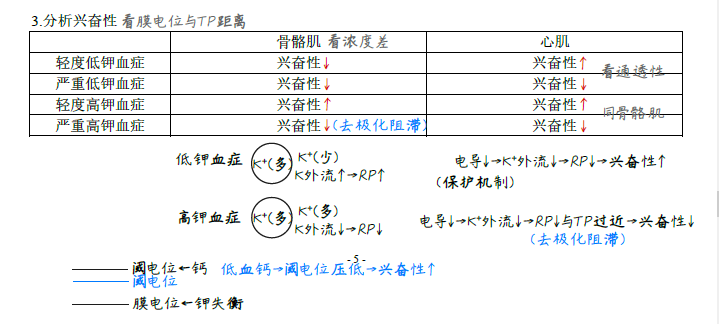 3.分析兴奋性 看膜电位与TP距离
骨骼肌 看浓度差 心肌
轻度低钾血症 兴奋性↓ 兴奋性↑
看通透性
严重低钾血症 兴奋性↓ 兴奋性↓
轻度高钾血症 兴奋性↑ 兴奋性↑
同骨骼肌
严重高钾血症 兴奋性↓(去极化阻滞) 兴奋性↓
低钾血症 K⁺(多) K⁺(少)
K外流↑→RP↑
电导↓→K⁺外流↓→RP↓→兴奋性↑
(保护机制)
高钾血症 K⁺(多) K⁺(多)
K外流↓→RP↓
电导↓→K⁺外流↓→RP↓与TP过近→兴奋性↓
(去极化阻滞)
- 5 -
阈电位←钙 低血钙→阈电位压低→兴奋性↑
阈电位
膜电位←钾失衡